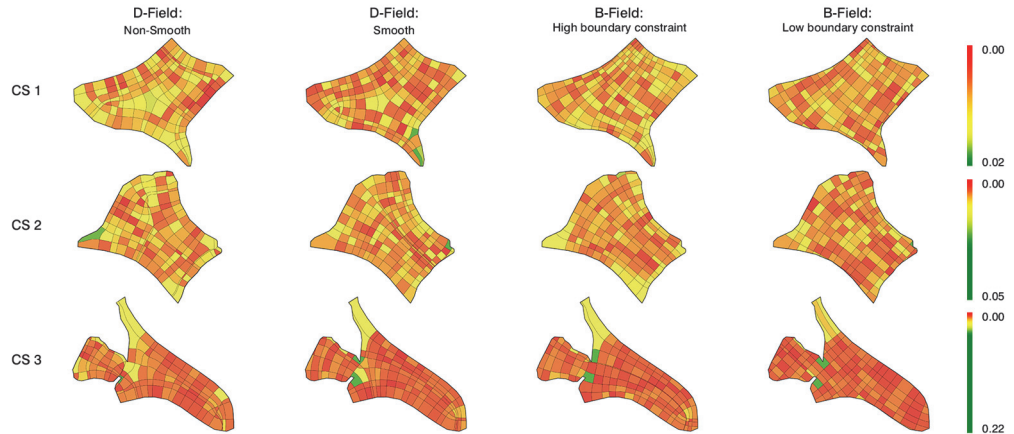 D-Field:
Non-Smooth
D-Field:
Smooth
B-Field:
High boundary constraint
B-Field:
Low boundary constraint
CS 1
0.00
0.02
CS 2
0.00
0.05
CS 3
0.00
0.22